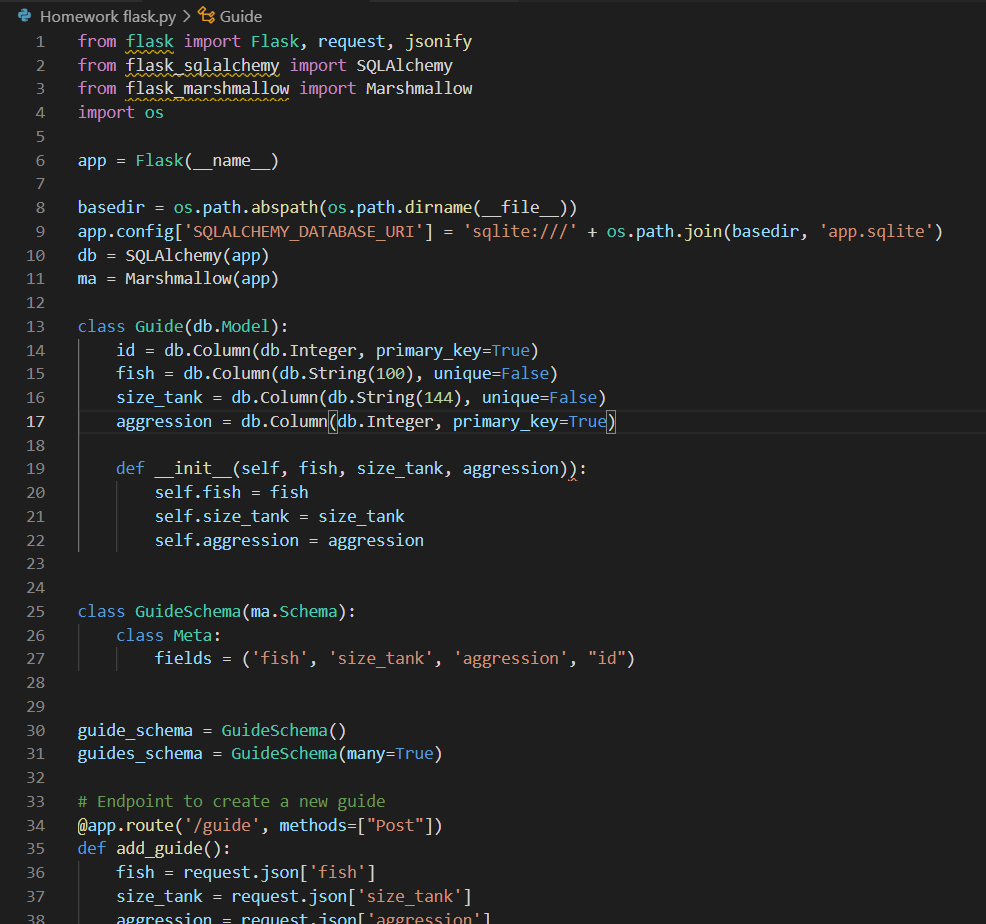 Homework flask.py > Guide
1 from flask import Flask, request, jsonify
2 from flask_sqlalchemy import SQLAlchemy
3 from flask_marshmallow import Marshmallow
4 import os
5
6 app = Flask(__name__)
7
8 basedir = os.path.abspath(os.path.dirname(__file__))
9 app.config['SQLALCHEMY_DATABASE_URI'] = 'sqlite:///' + os.path.join(basedir, 'app.sqlite')
10 db = SQLAlchemy(app)
11 ma = Marshmallow(app)
12
13 class Guide(db.Model):
14     id = db.Column(db.Integer, primary_key=True)
15     fish = db.Column(db.String(100), unique=False)
16     size_tank = db.Column(db.String(144), unique=False)
17     aggression = db.Column(db.Integer, primary_key=True)
18
19     def __init__(self, fish, size_tank, aggression)):
20         self.fish = fish
21         self.size_tank = size_tank
22         self.aggression = aggression
23
24
25 class GuideSchema(ma.Schema):
26     class Meta:
27         fields = ('fish', 'size_tank', 'aggression', "id")
28
29
30 guide_schema = GuideSchema()
31 guides_schema = GuideSchema(many=True)
32
33 # Endpoint to create a new guide
34 @app.route('/guide', methods=["Post"])
35 def add_guide():
36     fish = request.json['fish']
37     size_tank = request.json['size_tank']
38     aggression = request.json['aggression']